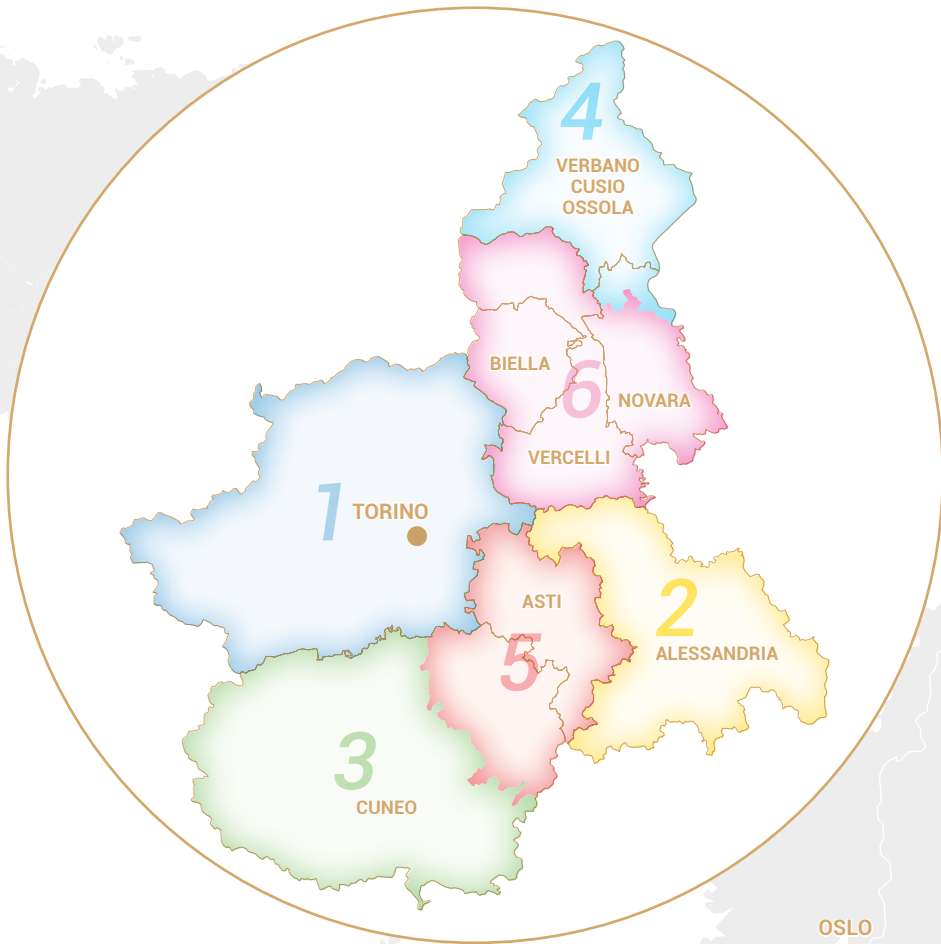 4
VERBANO
CUSIO
OSSOLA
BIELLA
6
NOVARA
VERCELLI
1
TORINO
ASTI
2
5
ALESSANDRIA
3
CUNEO
OSLO